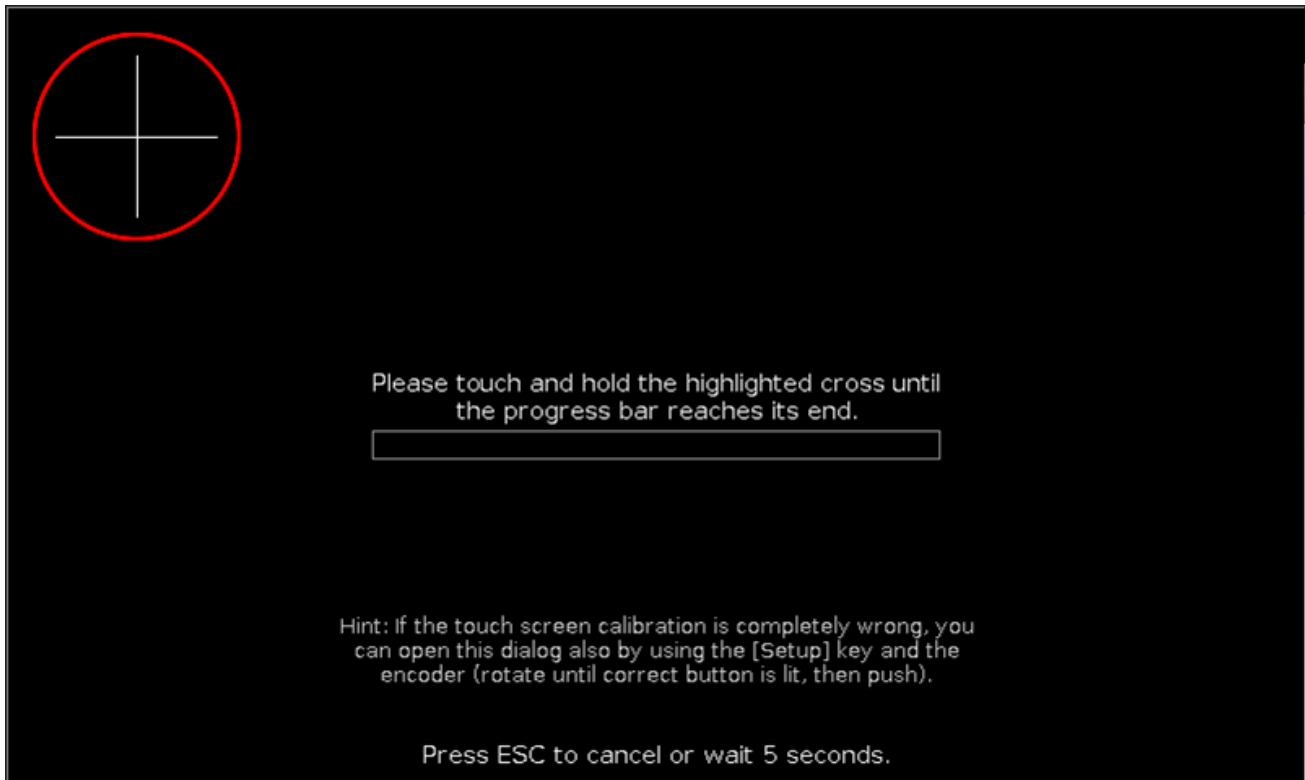 Please touch and hold the highlighted cross until
the progress bar reaches its end.
Hint: If the touch screen calibration is completely wrong, you
can open this dialog also by using the [Setup] key and the
encoder (rotate until correct button is lit, then push).
Press ESC to cancel or wait 5 seconds.